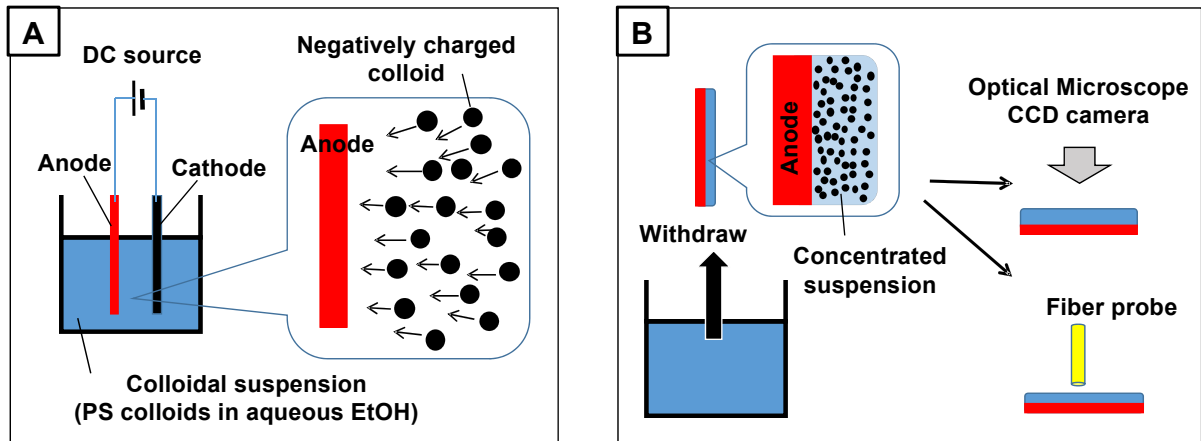 A
DC source
Negatively charged
colloid
Anode
Cathode
Anode
Colloidal suspension
(PS colloids in aqueous EtOH)
B
Anode
Optical Microscope
CCD camera
Withdraw
Concentrated
suspension
Fiber probe